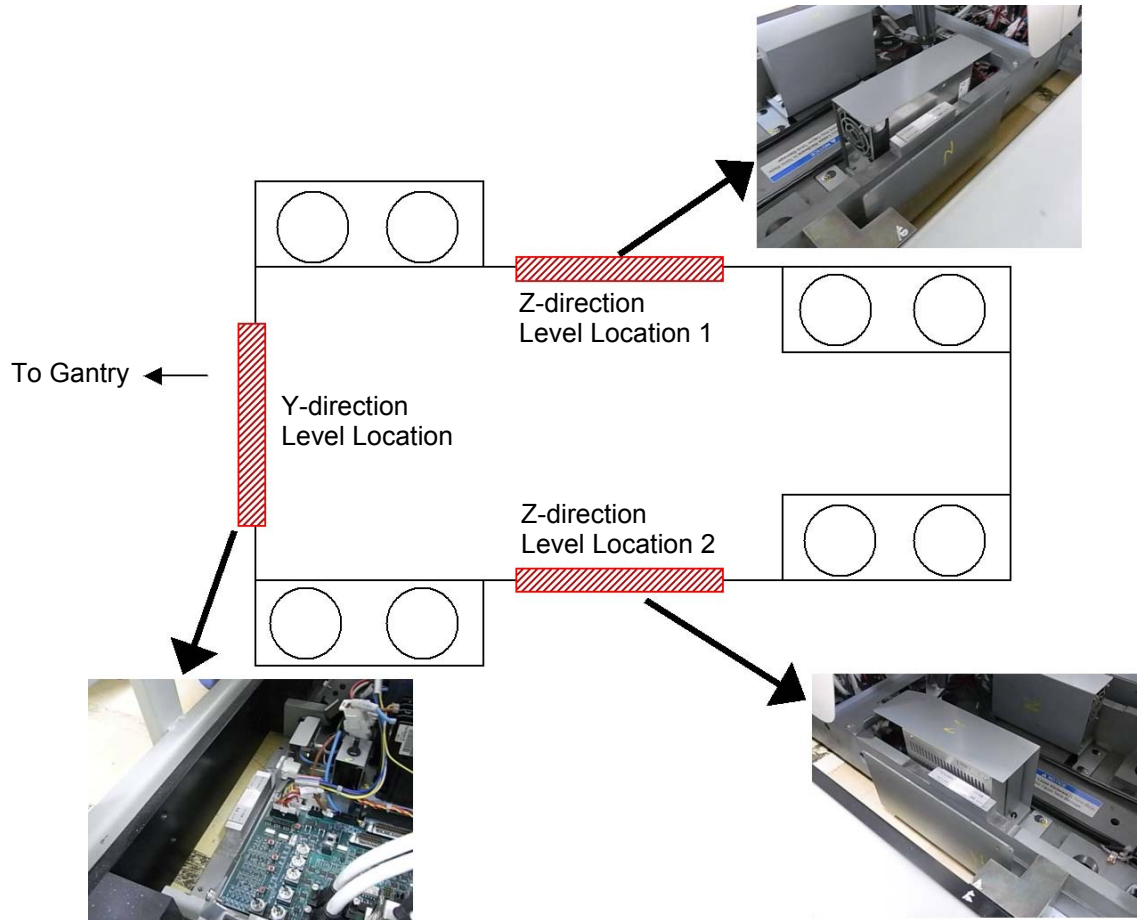 Z-direction
Level Location 1
To Gantry
Y-direction
Level Location
Z-direction
Level Location 2